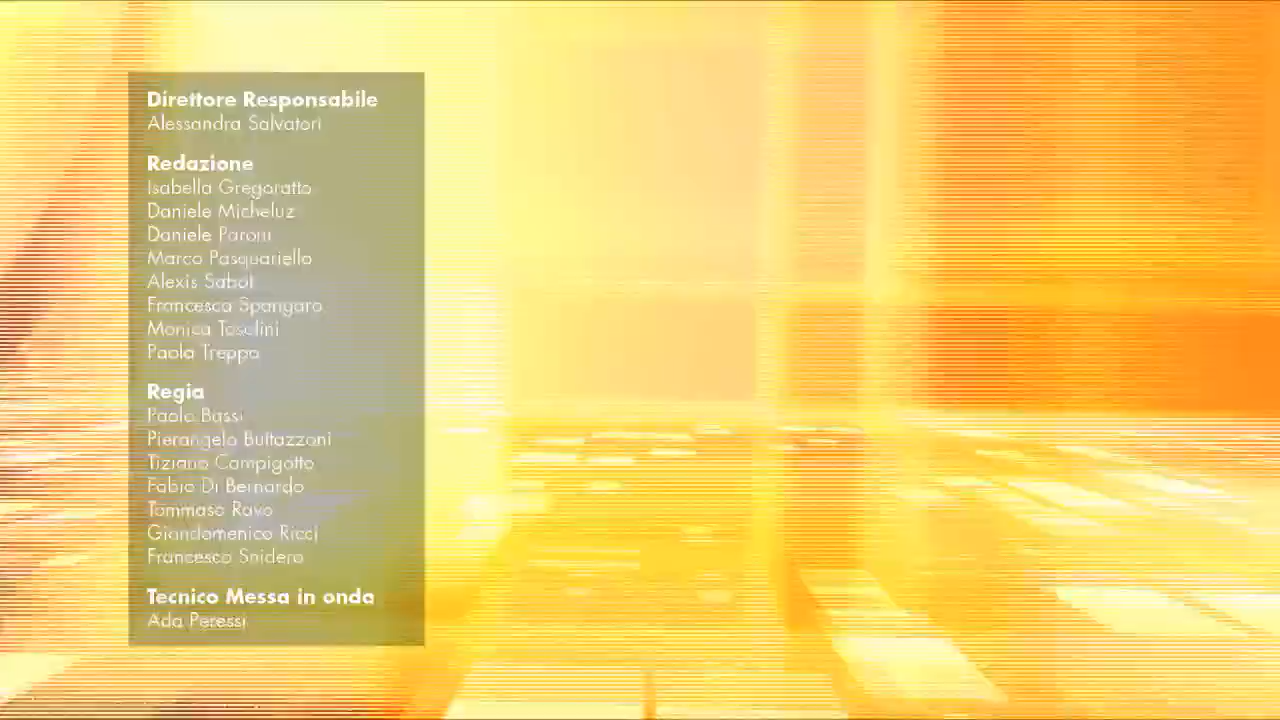 Direttore Responsabile
Alessandra Salvatori
Redazione
Isabella Gregoratto
Daniele Micheluz
Daniele Paroni
Marco Pasquariello
Alexis Sabot
Francesca Spangaro
Monica Tosolini
Paola Treppo
Regia
Paolo Bassi
Pierangelo Buttazzoni
Tiziano Campigotto
Fabio Di Bernardo
Tommaso Ravo
Giandomenico Ricci
Francesco Snidero
Tecnico Messa in onda
Ada Peressi